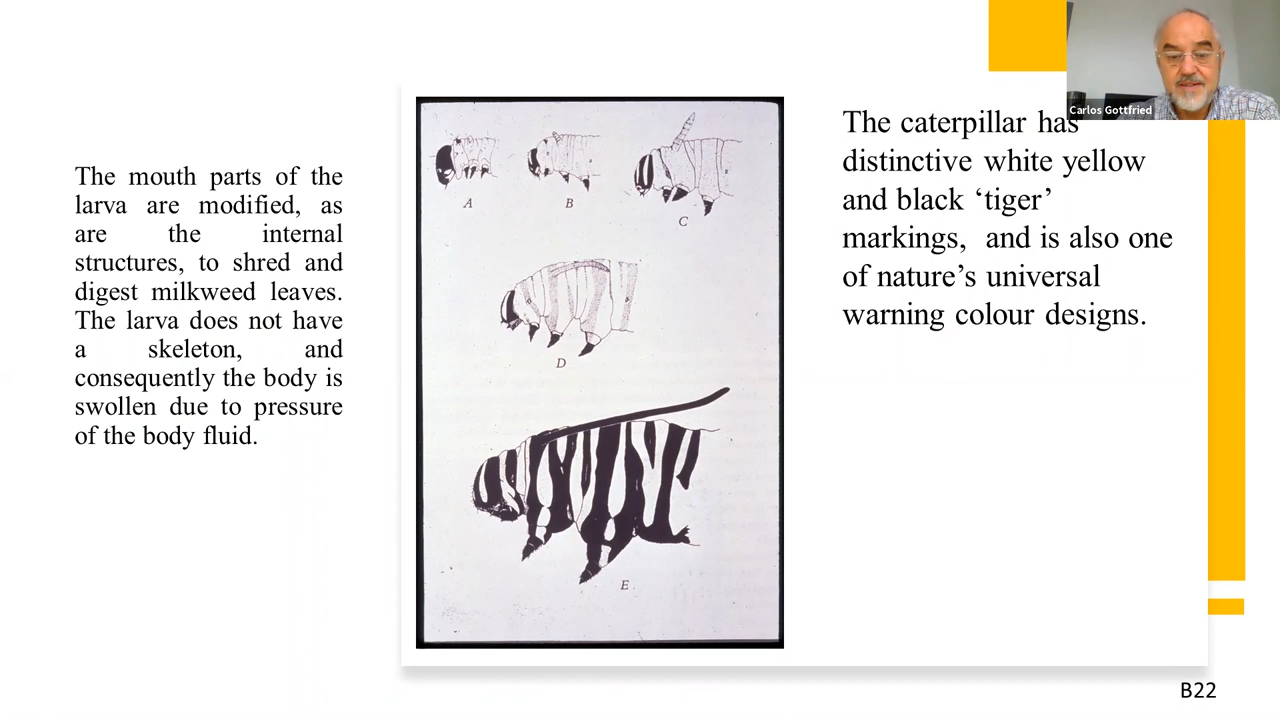 The mouth parts of the
larva are modified, as
are the internal
structures, to shred and
digest milkweed leaves.
The larva does not have
a skeleton, and
consequently the body is
swollen due to pressure
of the body fluid.
A
B
C
D
E
The caterpillar has
distinctive white yellow
and black ‘tiger’
markings, and is also one
of nature’s universal
warning colour designs.
Carlos Gottfried
B22